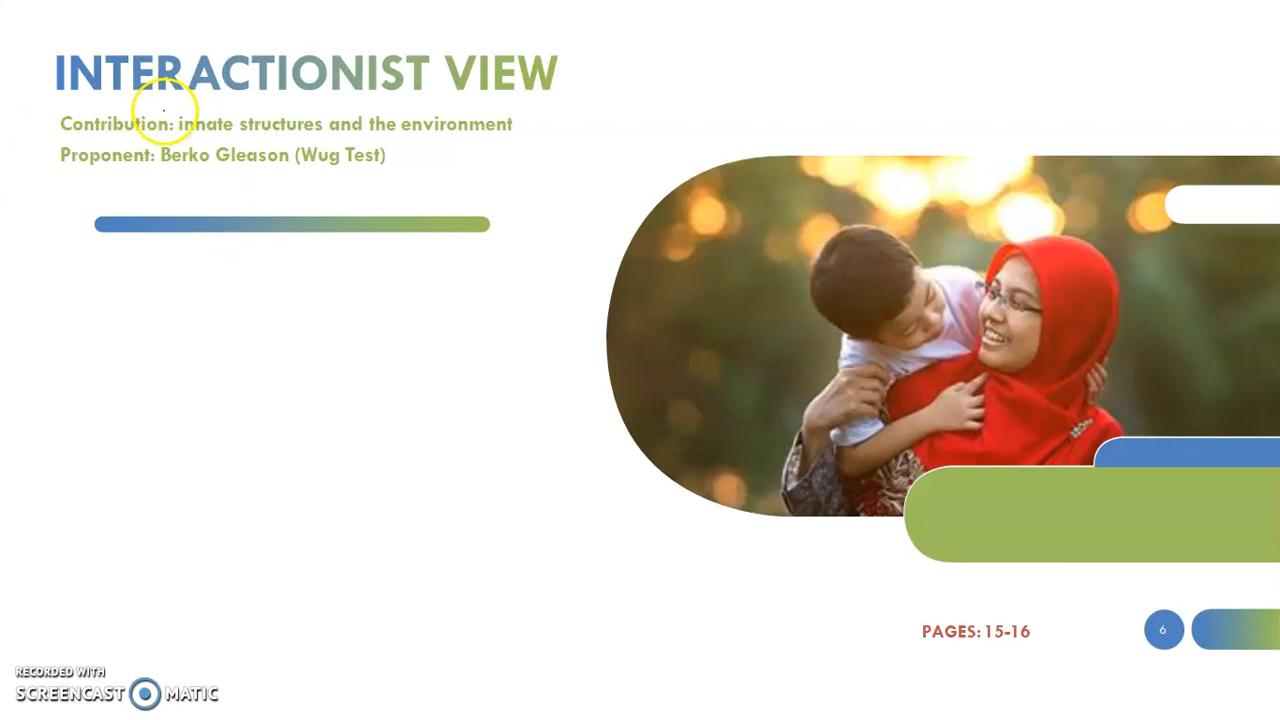 INTERACTIONIST VIEW
Contribution: innate structures and the environment
Proponent: Berko Gleason (Wug Test)
PAGES: 15-16
6
RECORDED WITH
SCREENCAST MATIC